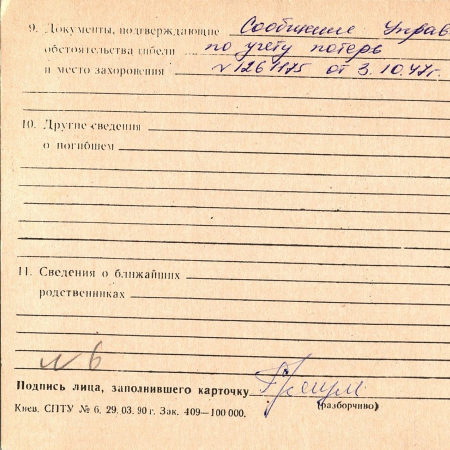 9. Документы, подтверждающие Сообщение Управ
обстоятельства гибели по учету потерь
и место захоронения №1261175 от 3.10.47г.
10. Другие сведения
о погибшем
11. Сведения о ближайших
родственниках
№ 6
Подпись лица, заполнившего карточку
(разборчиво)
Киев. СПТУ № 6. 29. 03. 90 г. Зак. 409—100 000.